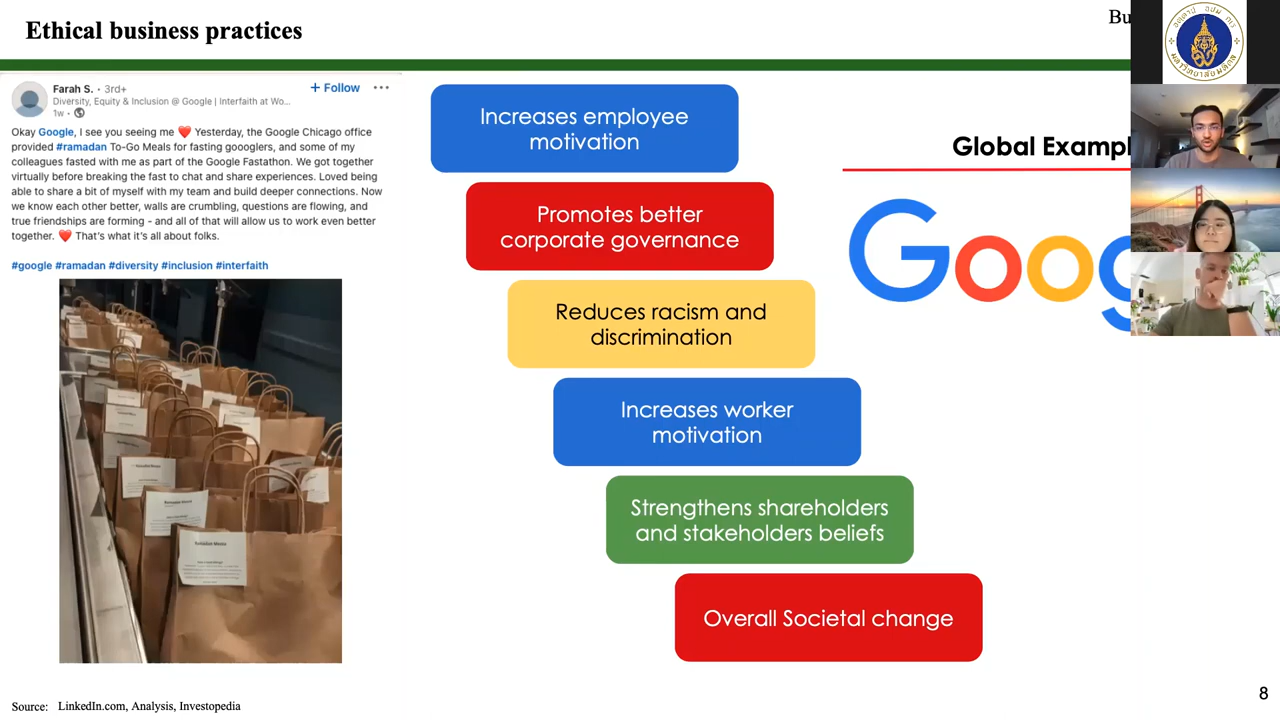 Ethical business practices
Bu
Farah S. • 3rd+
+ Follow •••
Diversity, Equity & Inclusion @ Google | Interfaith at Wo...
1w •
Okay Google, I see you seeing me ❤️ Yesterday, the Google Chicago office
provided #ramadan To-Go Meals for fasting goooglers, and some of my
colleagues fasted with me as part of the Google Fastathon. We got together
virtually before breaking the fast to chat and share experiences. Loved being
able to share a bit of myself with my team and build deeper connections. Now
we know each other better, walls are crumbling, questions are flowing, and
true friendships are forming - and all of that will allow us to work even better
together. ❤️ That's what it's all about folks.
#google #ramadan #diversity #inclusion #interfaith
Increases employee
motivation
Promotes better
corporate governance
Reduces racism and
discrimination
Increases worker
motivation
Strengthens shareholders
and stakeholders beliefs
Overall Societal change
Global Exampl
Goog
Source: LinkedIn.com, Analysis, Investopedia
8